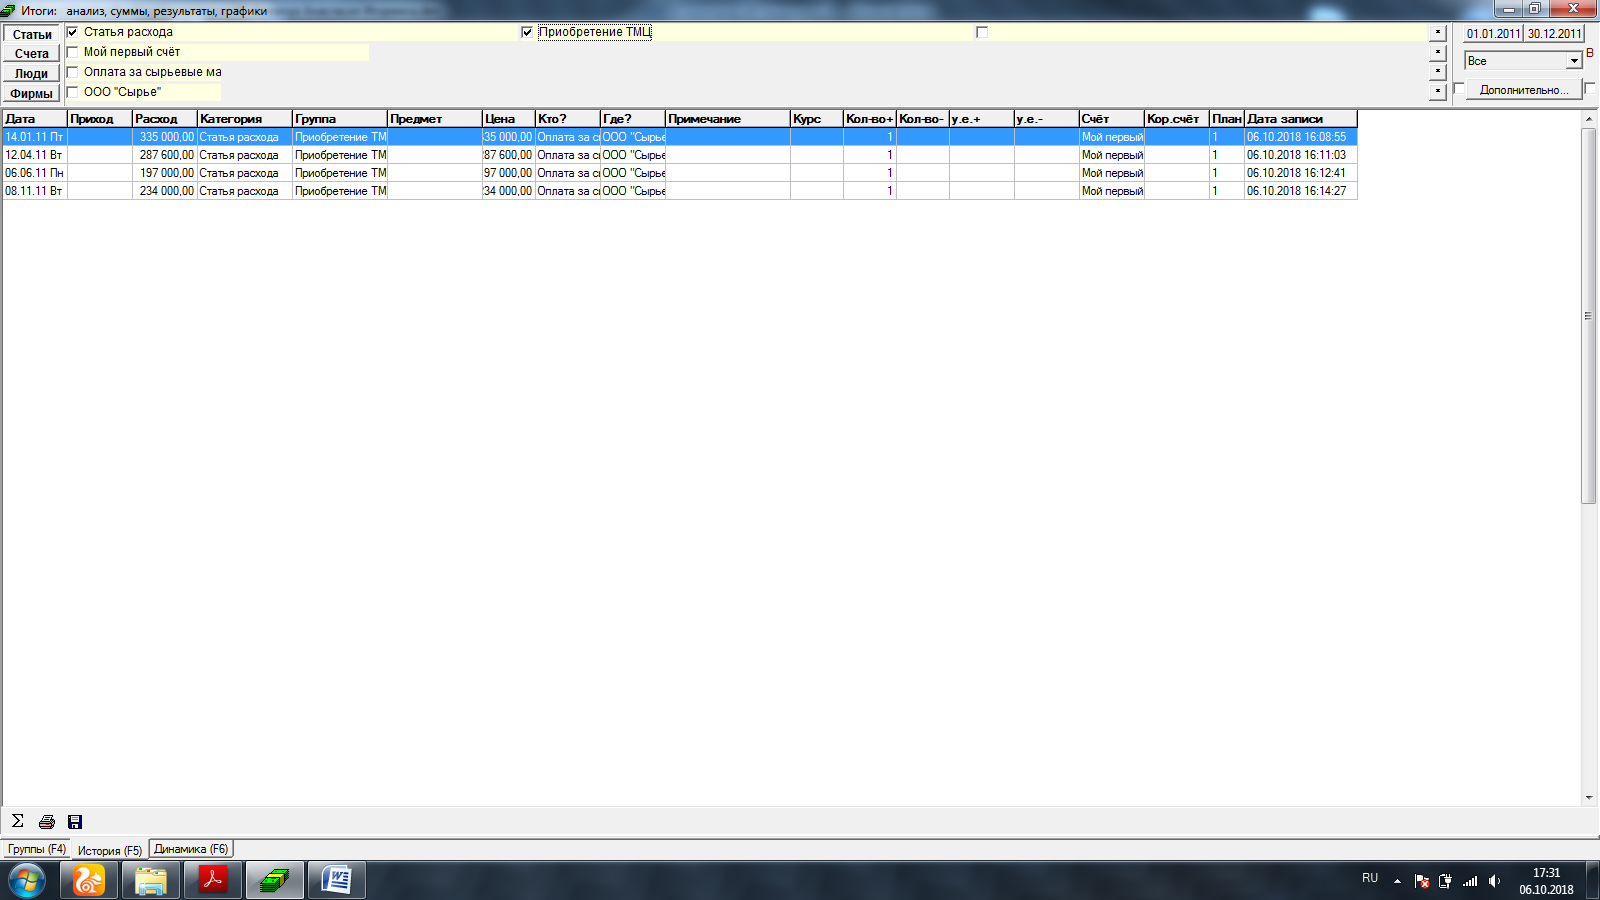 Итоги: анализ, суммы, результаты, графики
Статьи Статья расхода Приобретение ТМЦ 01.01.2011 30.12.2011
Счета Мой первый счёт В
Все
Люди Оплата за сырьевые ма
Фирмы ООО "Сырье" Дополнительно...
Дата Приход Расход Категория Группа Предмет Цена Кто? Где? Примечание Курс Кол-во+ Кол-во- у.е.+ у.е.- Счёт Кор.счёт План Дата записи
14.01.11 Пт 335 000,00 Статья расхода Приобретение ТМ 35 000,00 Оплата за с ООО "Сырье 1 Мой первый 1 06.10.2018 16:08:55
12.04.11 Вт 287 600,00 Статья расхода Приобретение ТМ 87 600,00 Оплата за с ООО "Сырье 1 Мой первый 1 06.10.2018 16:11:03
06.06.11 Пн 197 000,00 Статья расхода Приобретение ТМ 97 000,00 Оплата за с ООО "Сырье 1 Мой первый 1 06.10.2018 16:12:41
08.11.11 Вт 234 000,00 Статья расхода Приобретение ТМ 34 000,00 Оплата за с ООО "Сырье 1 Мой первый 1 06.10.2018 16:14:27
Группы (F4) История (F5) Динамика (F6)
RU 17:31
06.10.2018